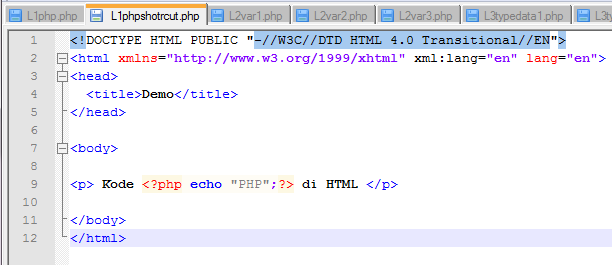 L1php.php L1phpshotrcut.php L2var1.php L2var2.php L2var3.php L3typedata1.php L3ty
1 <!DOCTYPE HTML PUBLIC "-//W3C//DTD HTML 4.0 Transitional//EN">
2 <html xmlns="http://www.w3.org/1999/xhtml" xml:lang="en" lang="en">
3 <head>
4 <title>Demo</title>
5 </head>
6
7 <body>
8
9 <p> Kode <?php echo "PHP";?> di HTML </p>
10
11 </body>
12 </html>